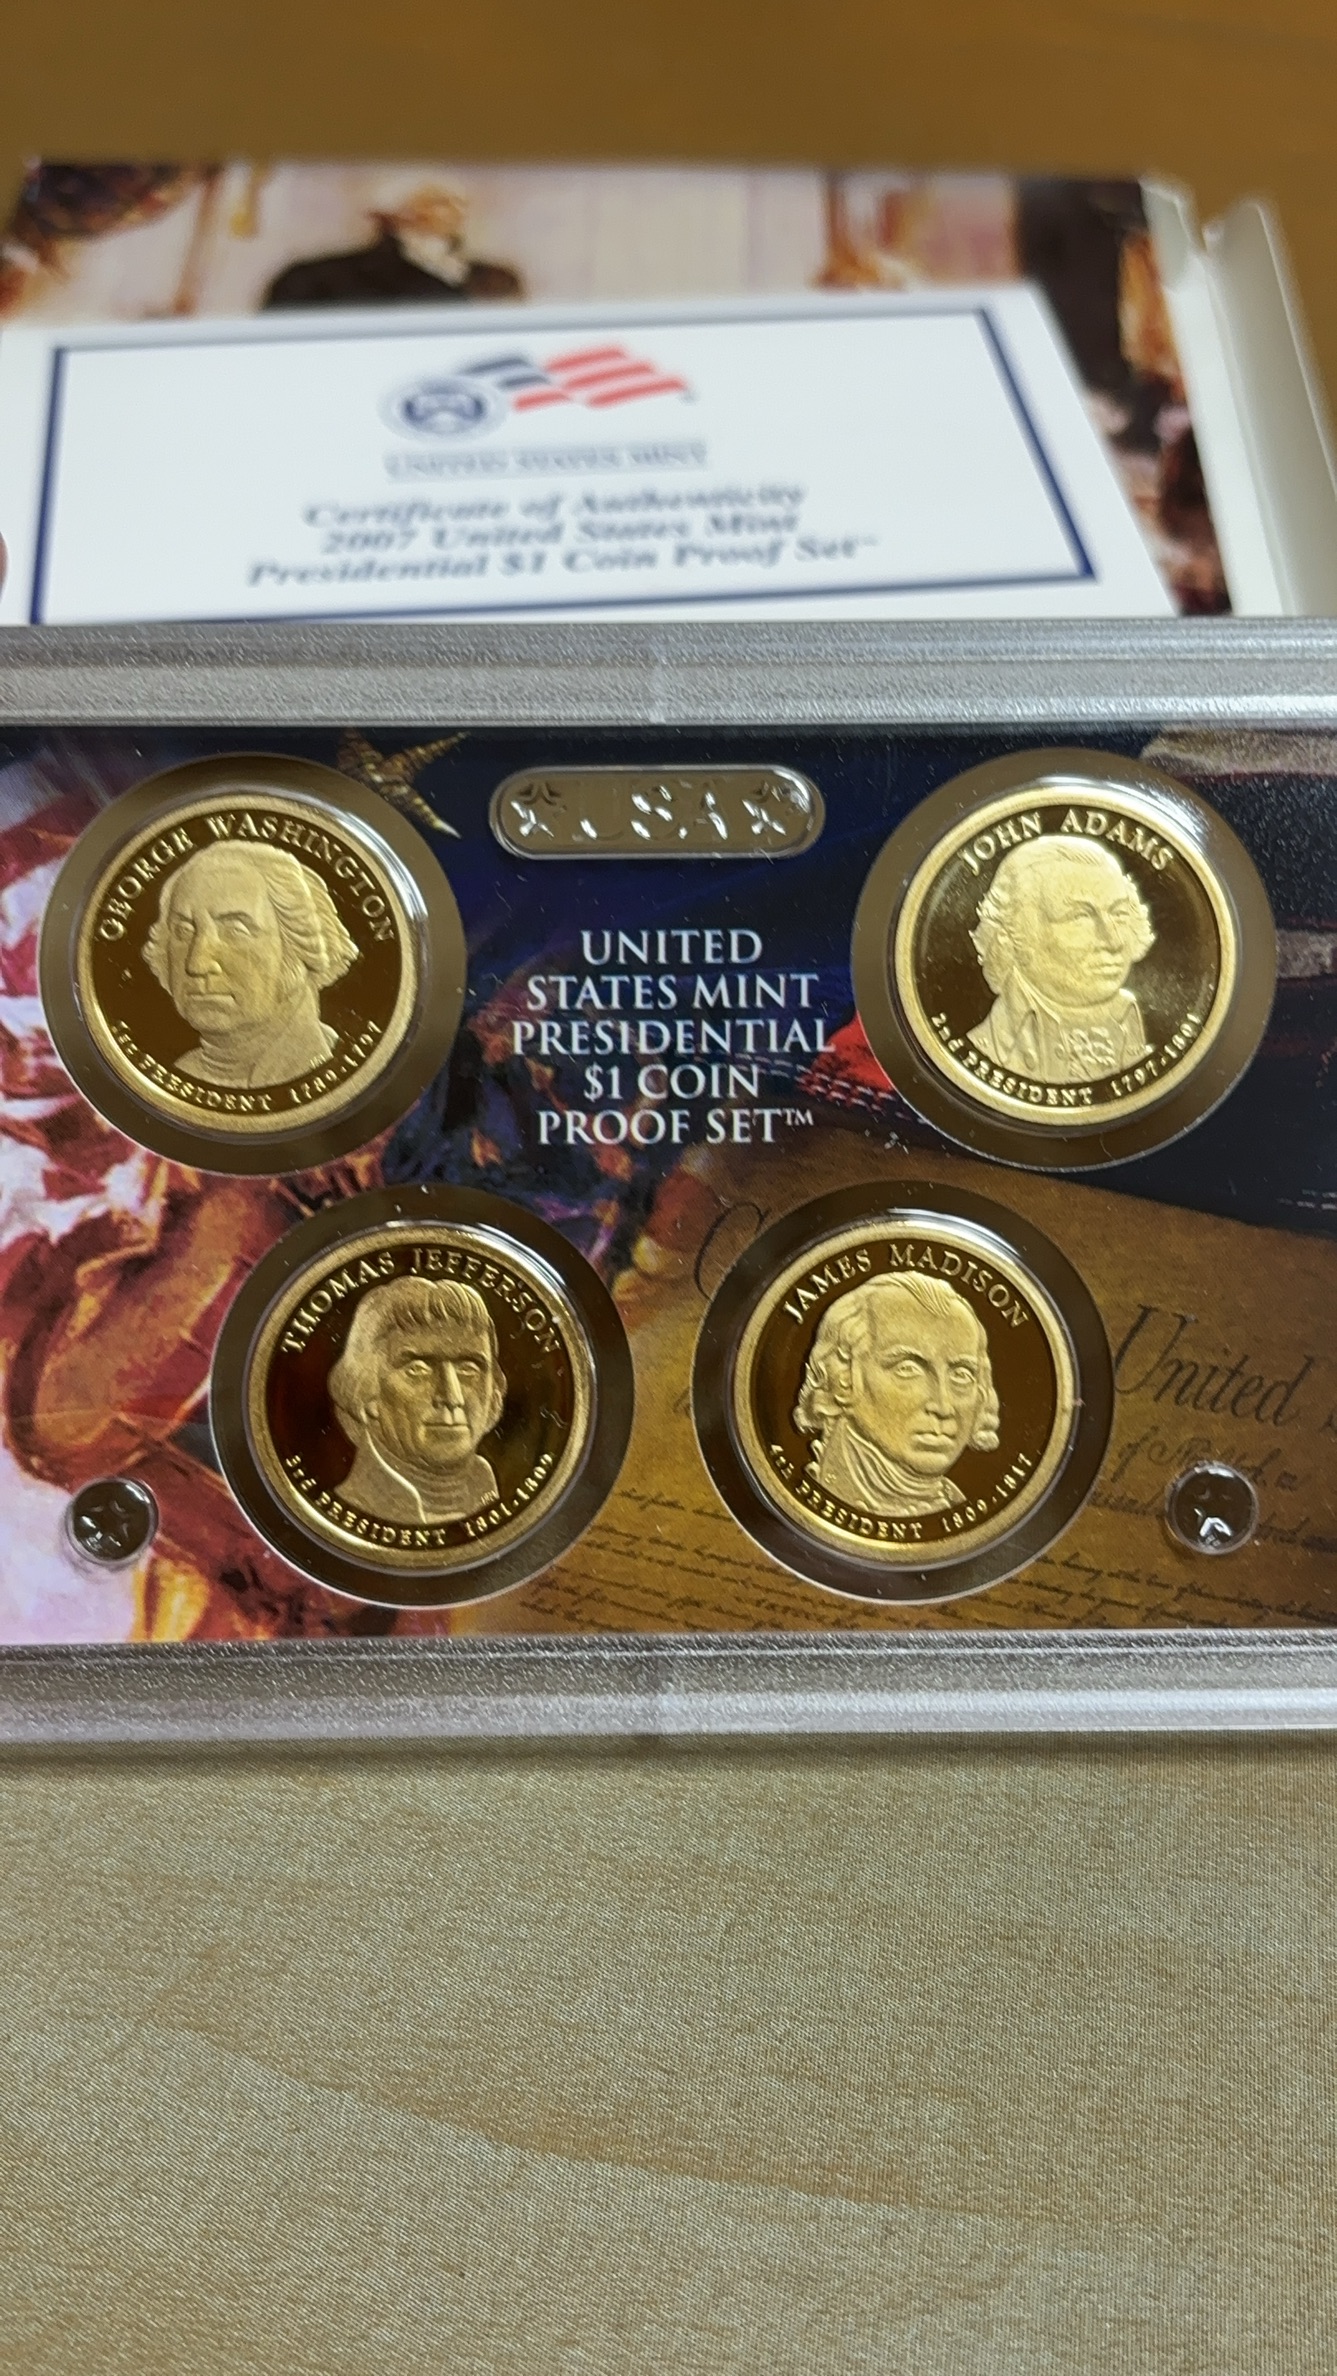 UNITED STATES MINT
Certificate of Authenticity
2007 United States Mint
Presidential $1 Coin Proof Set™
GEORGE WASHINGTON
1st PRESIDENT 1789-1797
★USA★
UNITED
STATES MINT
PRESIDENTIAL
$1 COIN
PROOF SET™
JOHN ADAMS
2nd PRESIDENT 1797-1801
THOMAS JEFFERSON
3rd PRESIDENT 1801-1809
JAMES MADISON
4th PRESIDENT 1809-1817
United